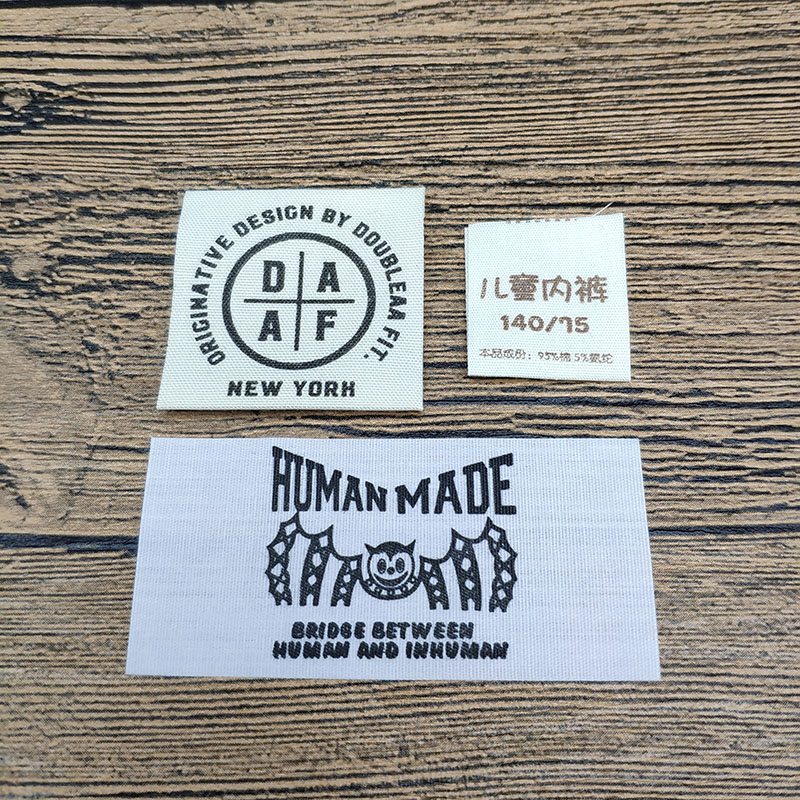 ORIGINATIVE DESIGN BY DOUBLEAA FIT.
D A
A F
NEW YORK
儿童内裤
140/75
本品成份：95%棉 5%氨纶
HUMAN MADE
BRIDGE BETWEEN
HUMAN AND INHUMAN